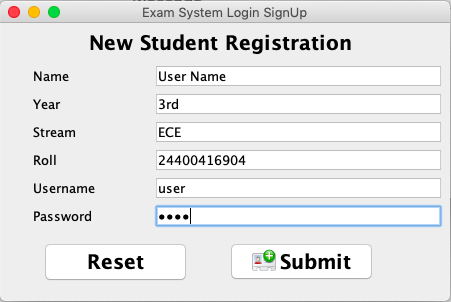 Exam System Login SignUp
New Student Registration
Name User Name
Year 3rd
Stream ECE
Roll 24400416904
Username user
Password ••••
Reset Submit